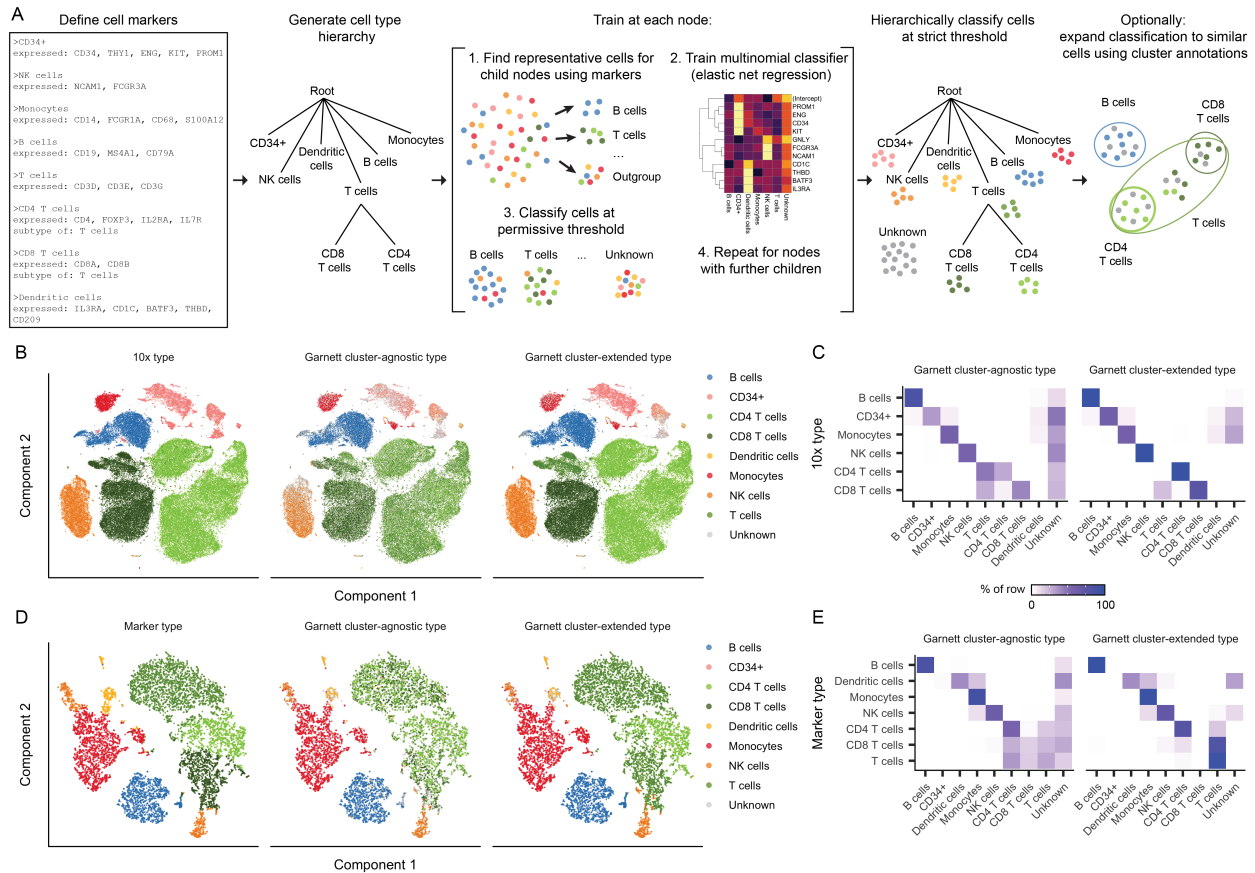 A
Define cell markers
>CD34+
expressed: CD34, THY1, ENG, KIT, PROM1
>NK cells
expressed: NCAM1, FCGR3A
>Monocytes
expressed: CD14, FCGR1A, CD68, S100A12
>B cells
expressed: CD19, MS4A1, CD79A
>T cells
expressed: CD3D, CD3E, CD3G
>CD4 T cells
expressed: CD4, FOXP3, IL2RA, IL7R
subtype of: T cells
>CD8 T cells
expressed: CD8A, CD8B
subtype of: T cells
>Dendritic cells
expressed: IL3RA, CD1C, BATF3, THBD,
CD209
Generate cell type
hierarchy
Root
CD34+
NK cells
Dendritic
cells
B cells
Monocytes
T cells
CD8
T cells
CD4
T cells
Train at each node:
1. Find representative cells for
child nodes using markers
B cells
T cells
...
Outgroup
2. Train multinomial classifier
(elastic net regression)
(Intercept)
PROM1
ENG
CD34
KIT
GNLY
FCGR3A
NCAM1
CD1C
THBD
BATF3
IL3RA
B cells
CD34+
Dendritic cells
Monocytes
NK cells
T cells
Unknown
3. Classify cells at
permissive threshold
B cells
T cells
...
Unknown
4. Repeat for nodes
with further children
Hierarchically classify cells
at strict threshold
Root
CD34+
NK cells
Dendritic
cells
B cells
Monocytes
T cells
Unknown
CD8
T cells
CD4
T cells
Optionally:
expand classification to similar
cells using cluster annotations
B cells
CD8
T cells
T cells
CD4
T cells
B
10x type
Garnett cluster-agnostic type
Garnett cluster-extended type
Component 2
Component 1
B cells
CD34+
CD4 T cells
CD8 T cells
Dendritic cells
Monocytes
NK cells
T cells
Unknown
C
Garnett cluster-agnostic type
Garnett cluster-extended type
10x type
B cells
CD34+
Monocytes
NK cells
CD4 T cells
CD8 T cells
B cells
CD34+
Monocytes
NK cells
T cells
CD4 T cells
CD8 T cells
Dendritic cells
Unknown
B cells
CD34+
Monocytes
NK cells
T cells
CD4 T cells
CD8 T cells
Dendritic cells
Unknown
% of row
0
100
D
Marker type
Garnett cluster-agnostic type
Garnett cluster-extended type
Component 2
Component 1
B cells
CD34+
CD4 T cells
CD8 T cells
Dendritic cells
Monocytes
NK cells
T cells
Unknown
E
Garnett cluster-agnostic type
Garnett cluster-extended type
Marker type
B cells
Dendritic cells
Monocytes
NK cells
CD4 T cells
CD8 T cells
T cells
B cells
CD34+
Dendritic cells
Monocytes
NK cells
CD4 T cells
CD8 T cells
T cells
Unknown
B cells
CD34+
Dendritic cells
Monocytes
NK cells
CD4 T cells
CD8 T cells
T cells
Unknown